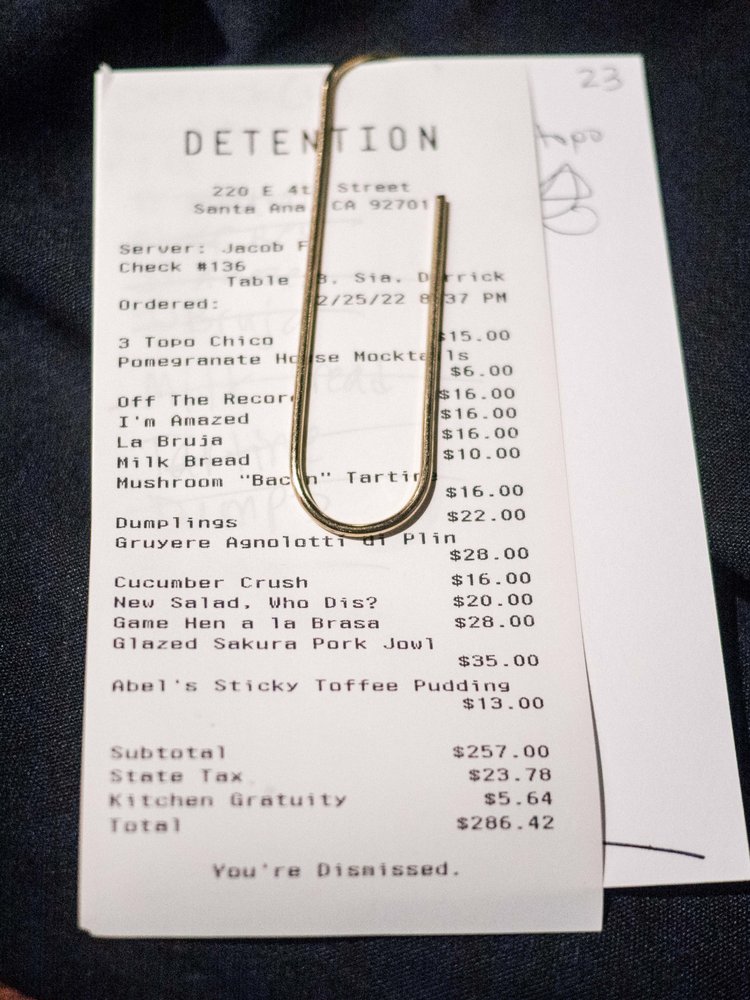 23
DETENTION
topo
220 E 4t Street
Santa Ana CA 92701
Server: Jacob F
Check #136
Table 8. Sia. D rrick
Ordered: 2/25/22 8:37 PM
3 Topo Chico $15.00
Pomegranate House Mocktails
$6.00
Off The Record $16.00
I'm Amazed $16.00
La Bruja $16.00
Milk Bread $10.00
Mushroom "Bacon" Tartine
$16.00
Dumplings $22.00
Gruyere Agnolotti di Plin
$28.00
Cucumber Crush $16.00
New Salad, Who Dis? $20.00
Game Hen a la Brasa $28.00
Glazed Sakura Pork Jowl
$35.00
Abel's Sticky Toffee Pudding
$13.00
Subtotal $257.00
State Tax $23.78
Kitchen Gratuity $5.64
Total $286.42
You're Dismissed.